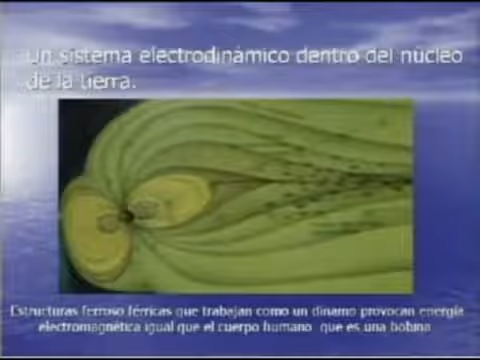 Un sistema electrodinámico dentro del núcleo
de la tierra.
Estructuras ferroso férricas que trabajan como un dinamo provocan energía
electromagnética igual que el cuerpo humano que es una bobina